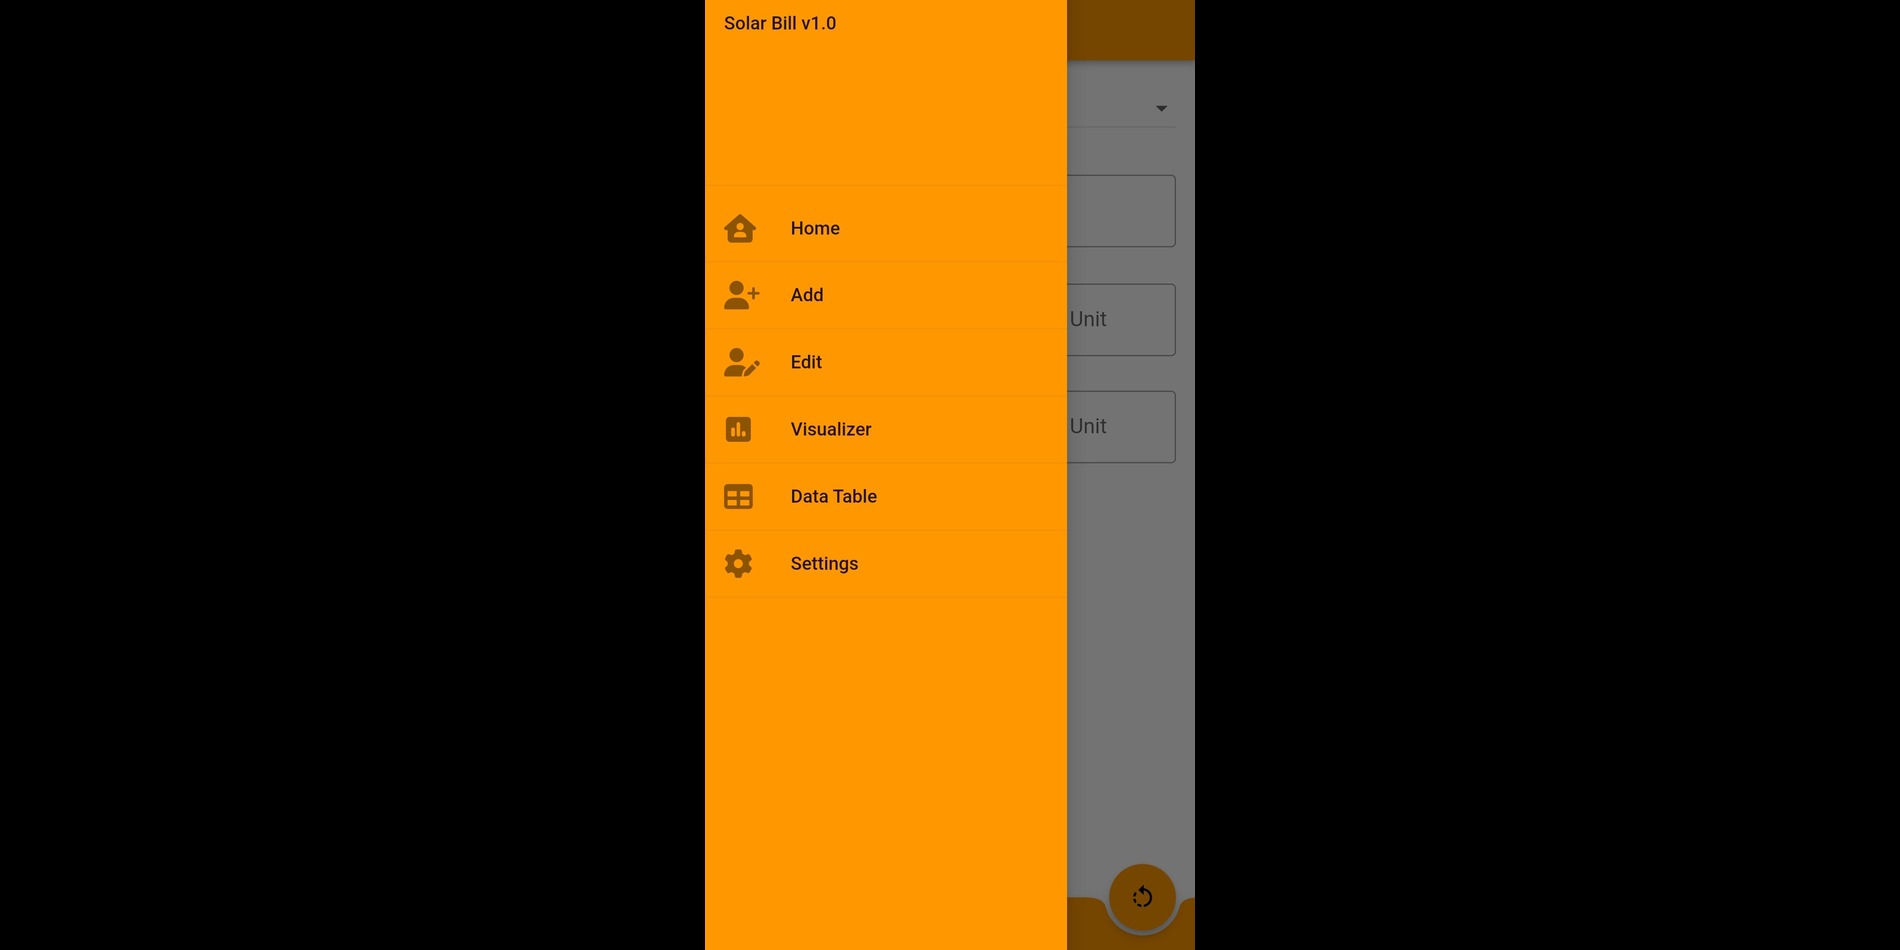 Solar Bill v1.0
Home
Add
Edit
Visualizer
Data Table
Settings
Unit
Unit